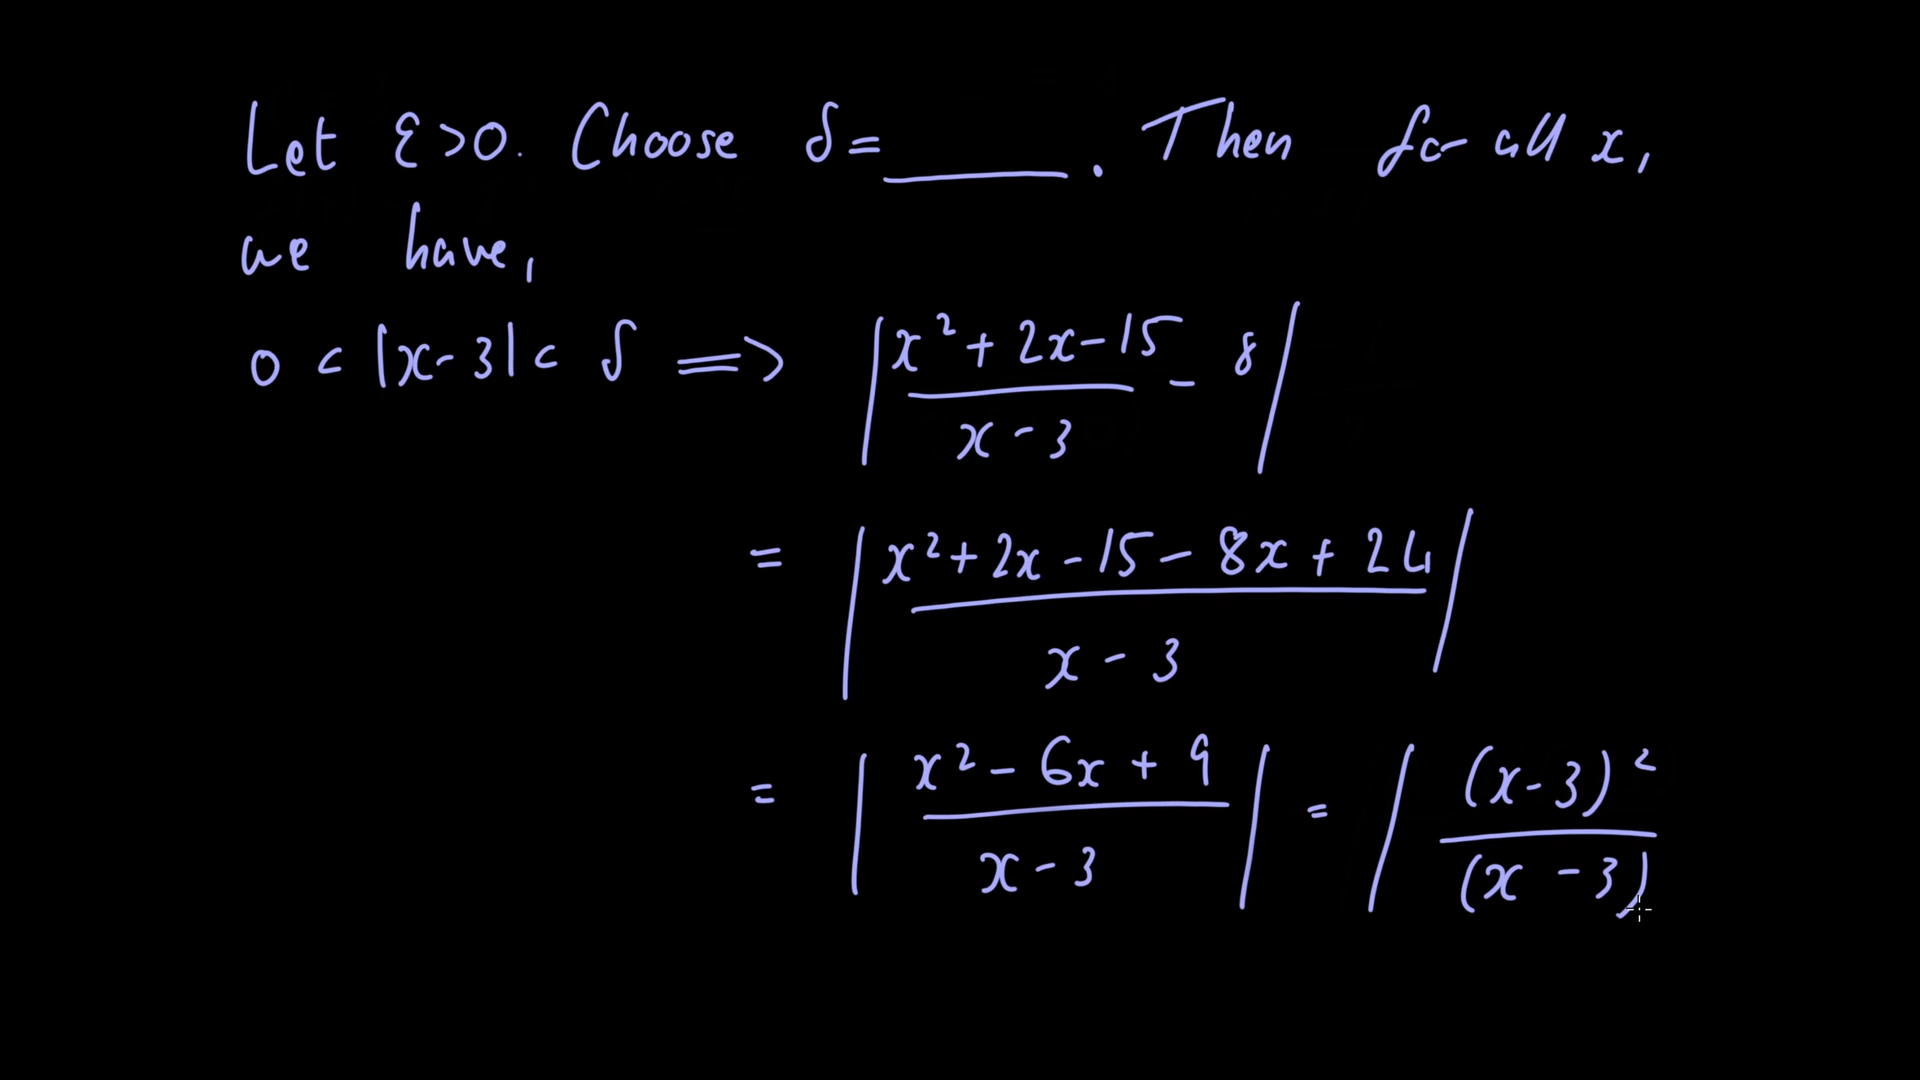 Let ε>0. Choose δ=______. Then for all x,
we have,
0 < |x-3| < δ ⟹ |(x²+2x-15)/(x-3) - 8|
= |(x²+2x-15-8x+24)/(x-3)|
= |(x²-6x+9)/(x-3)| = |(x-3)²/(x-3)